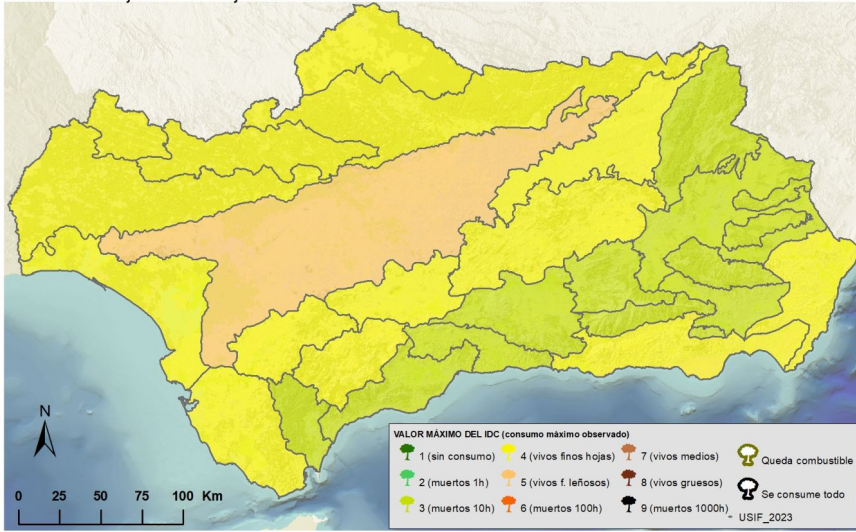 N
0 25 50 75 100 Km
VALOR MÁXIMO DEL IDC (consumo máximo observado)
1 (sin consumo) 4 (vivos finos hojas) 7 (vivos medios) Queda combustible
2 (muertos 1h) 5 (vivos f. leñosos) 8 (vivos gruesos) Se consume todo
3 (muertos 10h) 6 (muertos 100h) 9 (muertos 1000h) USIF_2023